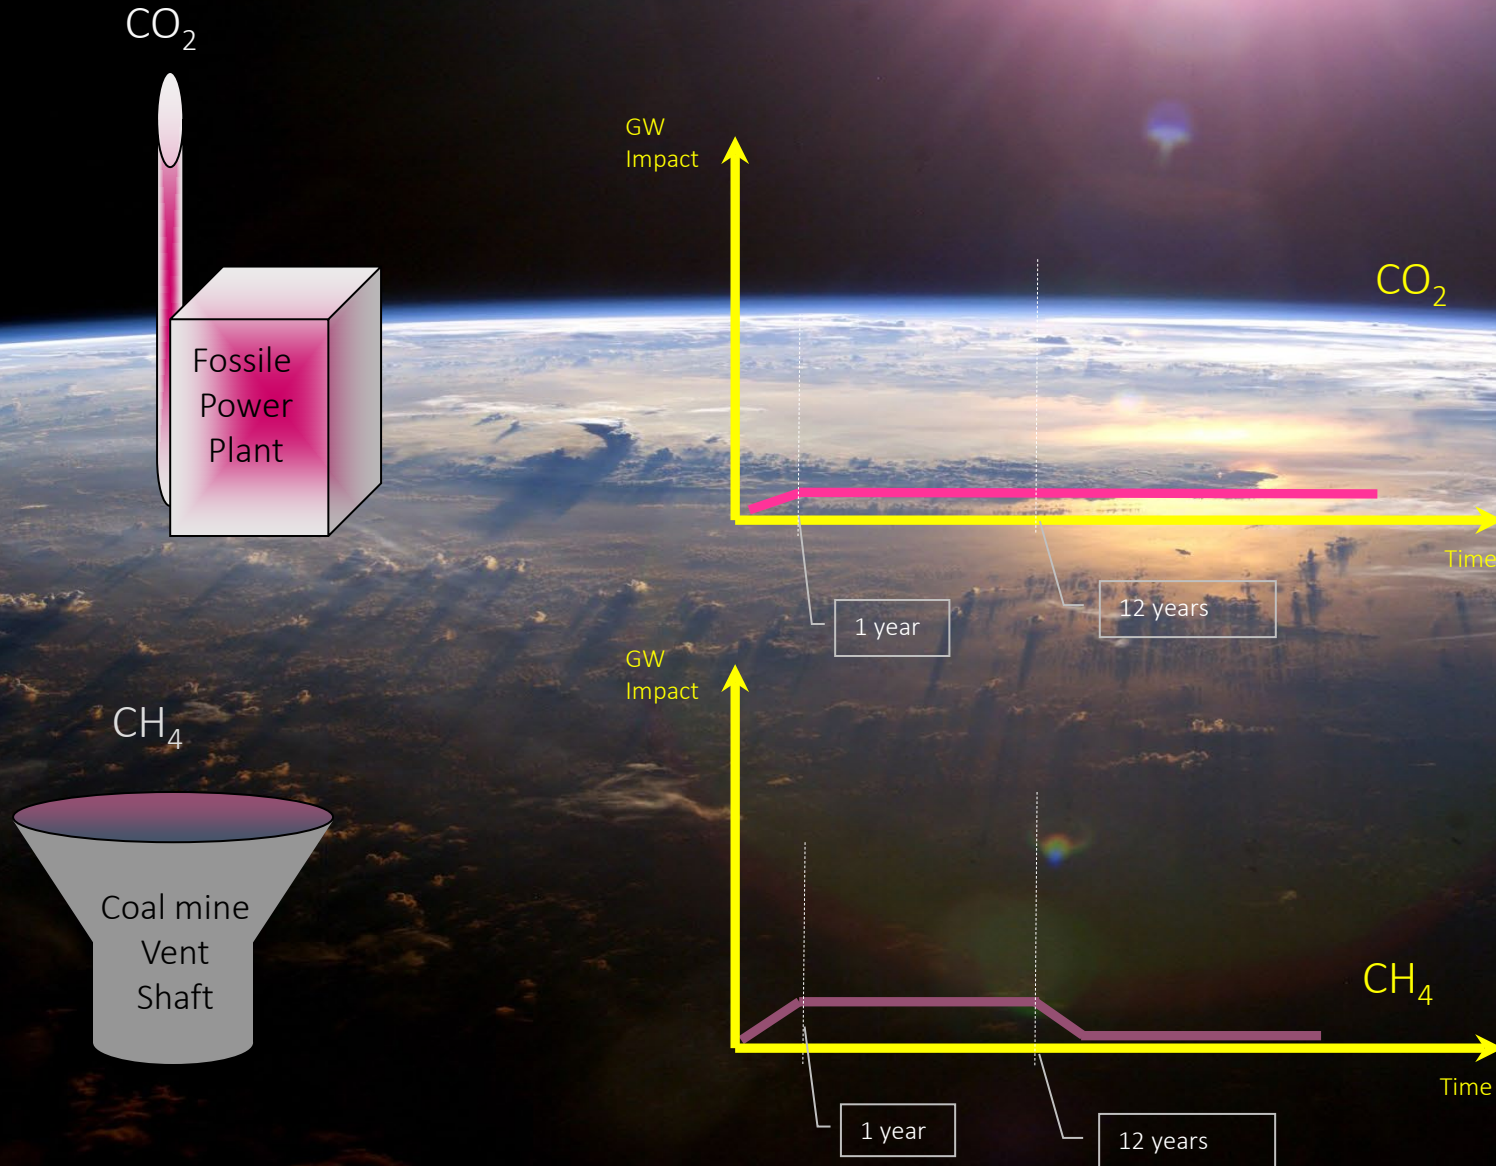 CO₂
GW
Impact
CO₂
Fossile
Power
Plant
Time
1 year
12 years
GW
Impact
CH₄
Coal mine
Vent
Shaft
CH₄
Time
1 year
12 years